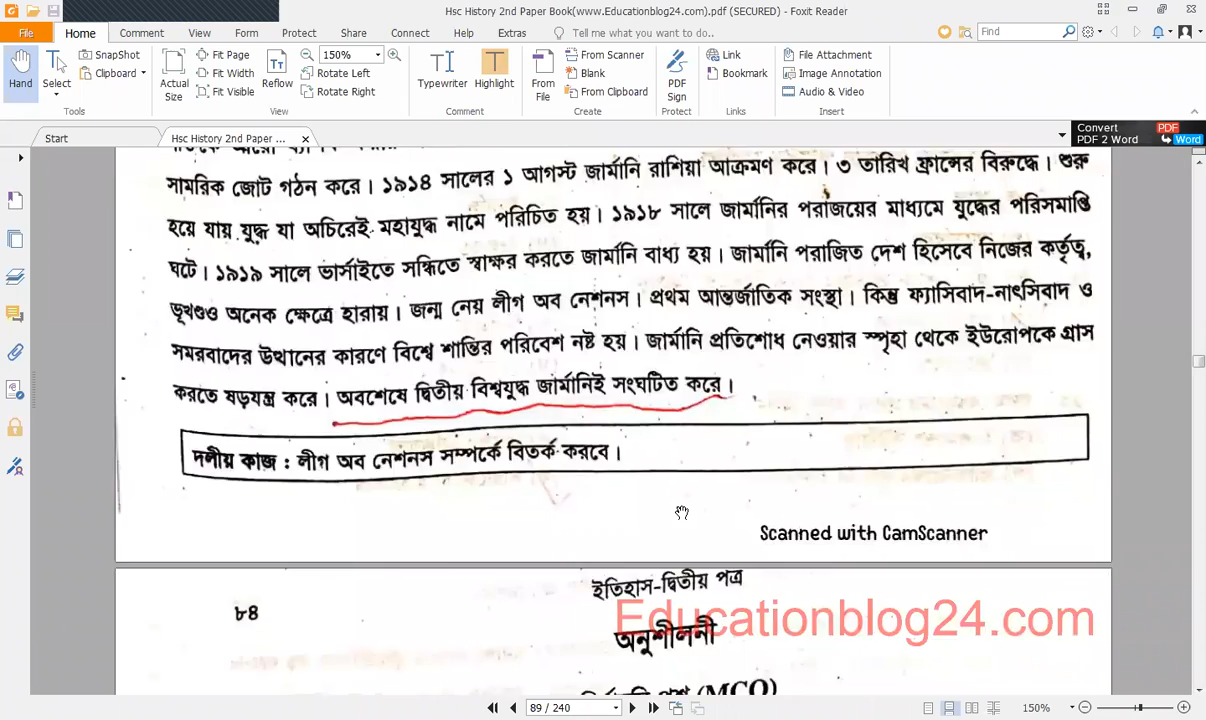 Hsc History 2nd Paper Book(www.Educationblog24.com).pdf (SECURED) - Foxit Reader
File Home Comment View Form Protect Share Connect Help Extras Tell me what you want to do.. Find
Hand Select SnapShot Clipboard Actual Size Fit Page Fit Width Fit Visible Reflow 150% Rotate Left Rotate Right Typewriter Highlight From File From Scanner Blank From Clipboard PDF Sign Link Bookmark File Attachment Image Annotation Audio & Video
Tools View Comment Create Protect Links Insert
Start Hsc History 2nd Paper ... Convert PDF 2 Word PDF Word
সামরিক জোট গঠন করে। ১৯১৪ সালের ১ আগস্ট জার্মানি রাশিয়া আক্রমণ করে। ৩ তারিখ ফ্রান্সের বিরুদ্ধে। শুরু
হয়ে যায় যুদ্ধ যা অচিরেই মহাযুদ্ধ নামে পরিচিত হয়। ১৯১৮ সালে জার্মানির পরাজয়ের মাধ্যমে যুদ্ধের পরিসমাপ্তি
ঘটে। ১৯১৯ সালে ভার্সাইতে সন্ধিতে স্বাক্ষর করতে জার্মানি বাধ্য হয়। জার্মানি পরাজিত দেশ হিসেবে নিজের কর্তৃত্ব,
ভূখণ্ডও অনেক ক্ষেত্রে হারায়। জন্ম নেয় লীগ অব নেশনস। প্রথম আন্তর্জাতিক সংস্থা। কিন্তু ফ্যাসিবাদ-নাৎসিবাদ ও
সমরবাদের উত্থানের কারণে বিশ্বে শান্তির পরিবেশ নষ্ট হয়। জার্মানি প্রতিশোধ নেওয়ার স্পৃহা থেকে ইউরোপকে গ্রাস
করতে ষড়যন্ত্র করে। অবশেষে দ্বিতীয় বিশ্বযুদ্ধ জার্মানিই সংঘটিত করে।
দলীয় কাজ : লীগ অব নেশনস সম্পর্কে বিতর্ক করবে।
Scanned with CamScanner
ইতিহাস-দ্বিতীয় পত্র
৮৪
Educationblog24.com
অনুশীলনী
(MCQ)
89 / 240 150%